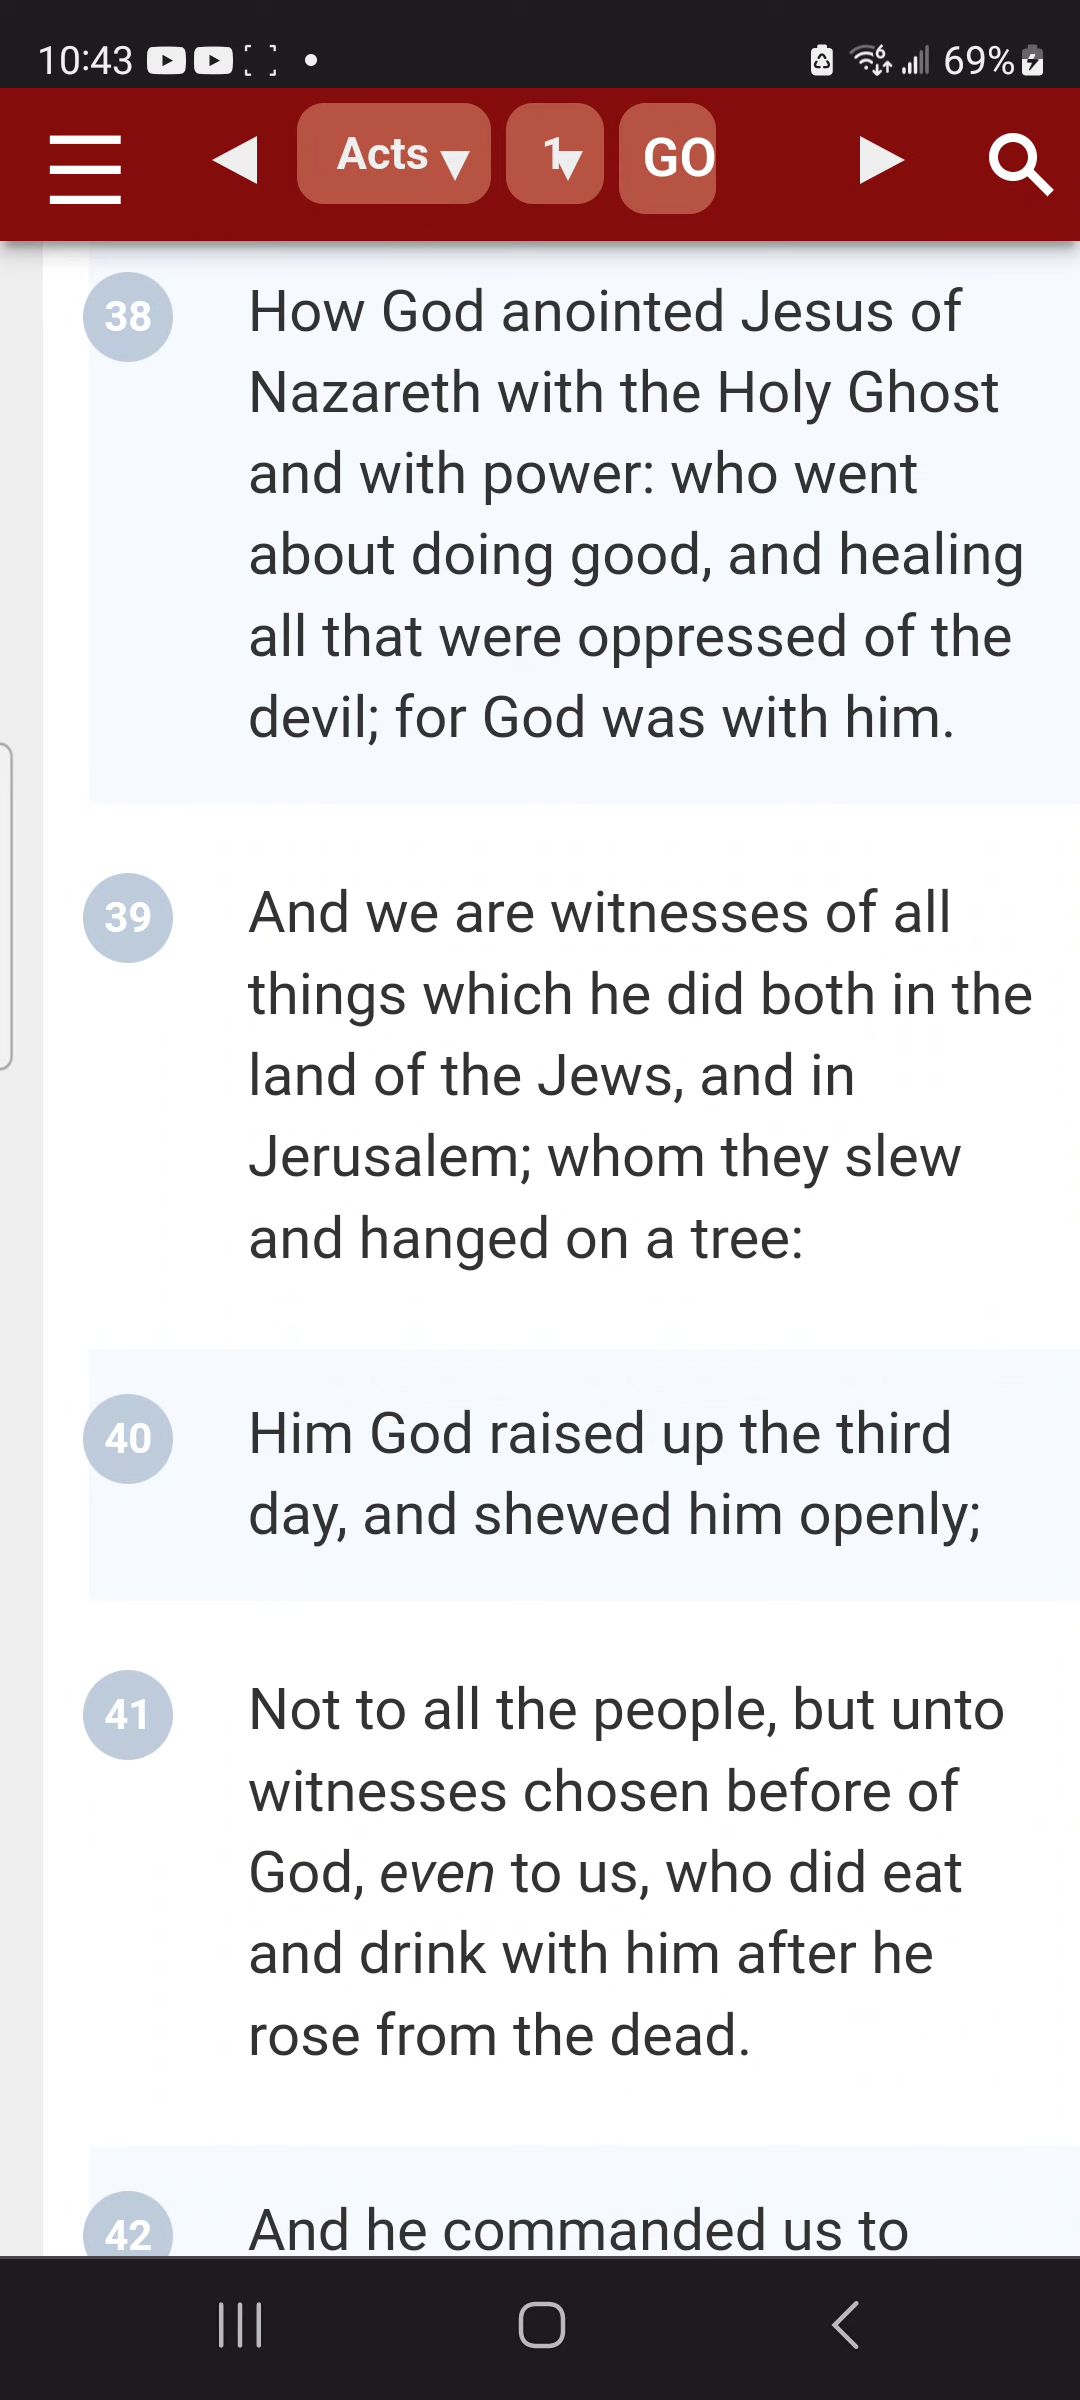 10:43
69%
Acts
1
GO
38
How God anointed Jesus of
Nazareth with the Holy Ghost
and with power: who went
about doing good, and healing
all that were oppressed of the
devil; for God was with him.
39
And we are witnesses of all
things which he did both in the
land of the Jews, and in
Jerusalem; whom they slew
and hanged on a tree:
40
Him God raised up the third
day, and shewed him openly;
41
Not to all the people, but unto
witnesses chosen before of
God, even to us, who did eat
and drink with him after he
rose from the dead.
42
And he commanded us to